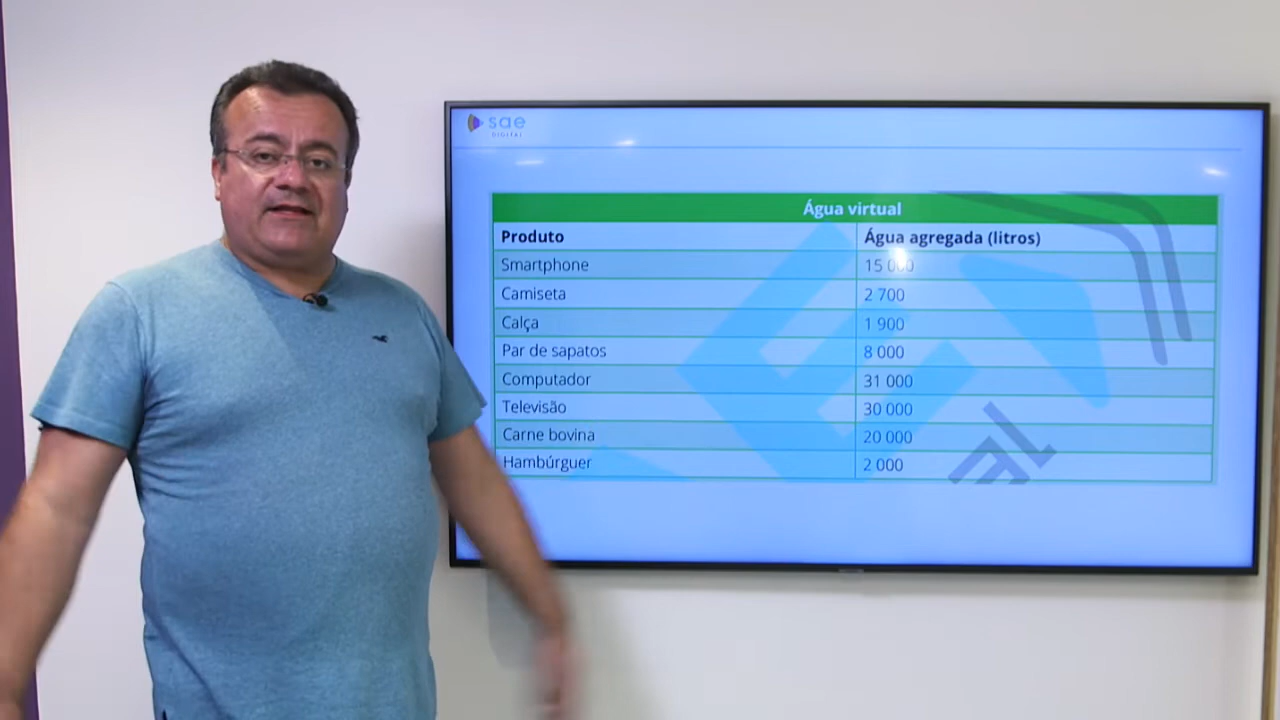 sae
DIGITAL
Água virtual
Produto Água agregada (litros)
Smartphone 15 000
Camiseta 2 700
Calça 1 900
Par de sapatos 8 000
Computador 31 000
Televisão 30 000
Carne bovina 20 000
Hambúrguer 2 000